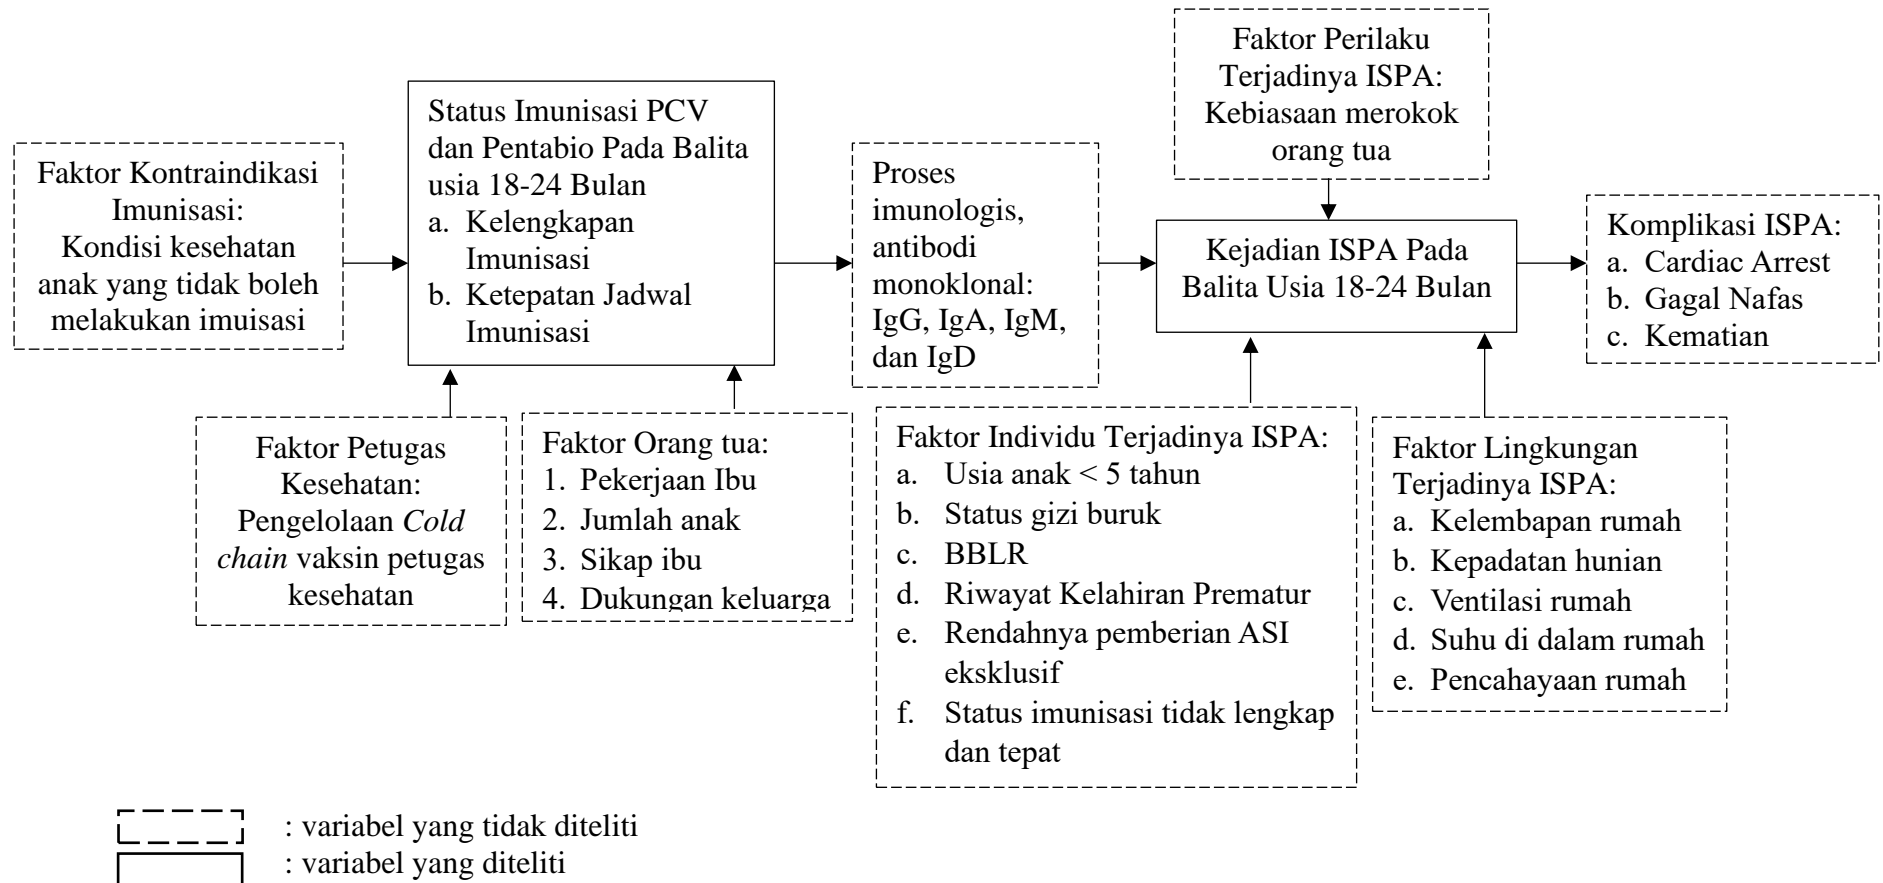 Faktor Kontraindikasi
Imunisasi:
Kondisi kesehatan
anak yang tidak boleh
melakukan imuisasi
Status Imunisasi PCV
dan Pentabio Pada Balita
usia 18-24 Bulan
a. Kelengkapan
Imunisasi
b. Ketepatan Jadwal
Imunisasi
Proses
imunologis,
antibodi
monoklonal:
IgG, IgA, IgM,
dan IgD
Faktor Perilaku
Terjadinya ISPA:
Kebiasaan merokok
orang tua
Kejadian ISPA Pada
Balita Usia 18-24 Bulan
Komplikasi ISPA:
a. Cardiac Arrest
b. Gagal Nafas
c. Kematian
Faktor Petugas
Kesehatan:
Pengelolaan Cold
chain vaksin petugas
kesehatan
Faktor Orang tua:
1. Pekerjaan Ibu
2. Jumlah anak
3. Sikap ibu
4. Dukungan keluarga
Faktor Individu Terjadinya ISPA:
a. Usia anak < 5 tahun
b. Status gizi buruk
c. BBLR
d. Riwayat Kelahiran Prematur
e. Rendahnya pemberian ASI
eksklusif
f. Status imunisasi tidak lengkap
dan tepat
Faktor Lingkungan
Terjadinya ISPA:
a. Kelembapan rumah
b. Kepadatan hunian
c. Ventilasi rumah
d. Suhu di dalam rumah
e. Pencahayaan rumah
: variabel yang tidak diteliti
: variabel yang diteliti